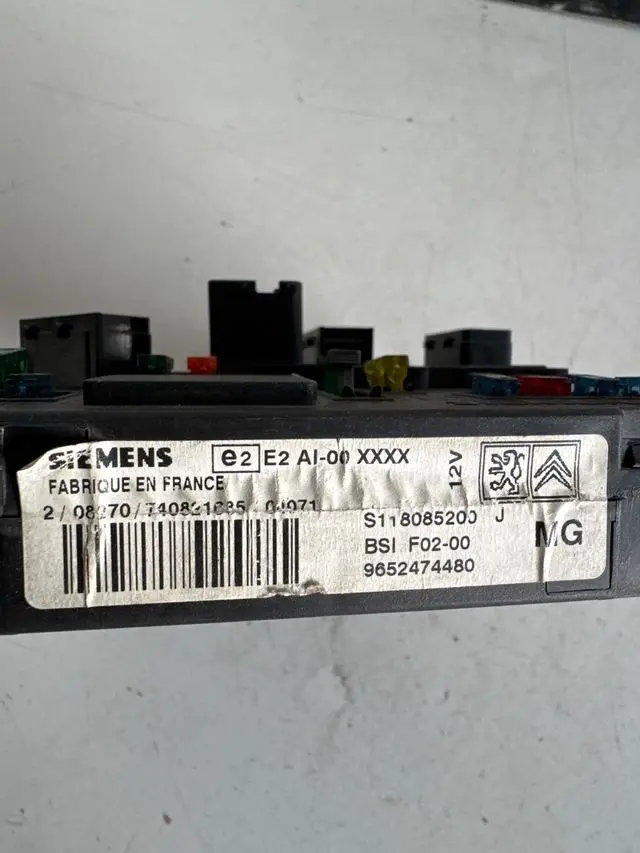 SIEMENS e2 E2 AI-00 XXXX
12V
FABRIQUE EN FRANCE
S118085200 J
BSI F02-00
MG
9652474480